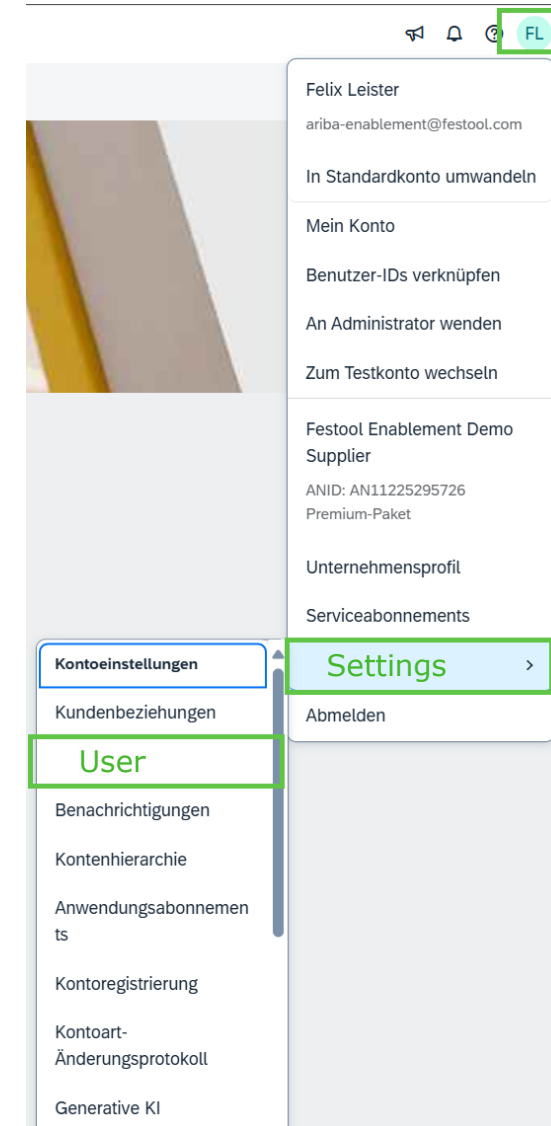 FL
Felix Leister
ariba-enablement@festool.com
In Standardkonto umwandeln
Mein Konto
Benutzer-IDs verknüpfen
An Administrator wenden
Zum Testkonto wechseln
Festool Enablement Demo
Supplier
ANID: AN11225295726
Premium-Paket
Unternehmensprofil
Serviceabonnements
Settings
Abmelden
Kontoeinstellungen
Kundenbeziehungen
User
Benachrichtigungen
Kontenhierarchie
Anwendungsabonnemen
ts
Kontoregistrierung
Kontoart-
Änderungsprotokoll
Generative KI